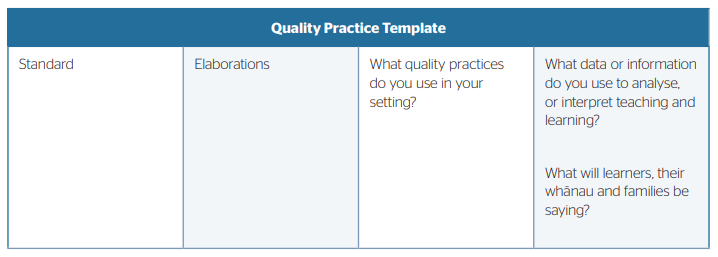 Quality Practice Template
Standard
Elaborations
What quality practices
do you use in your
setting?
What data or information
do you use to analyse,
or interpret teaching and
learning?
What will learners, their
whānau and families be
saying?